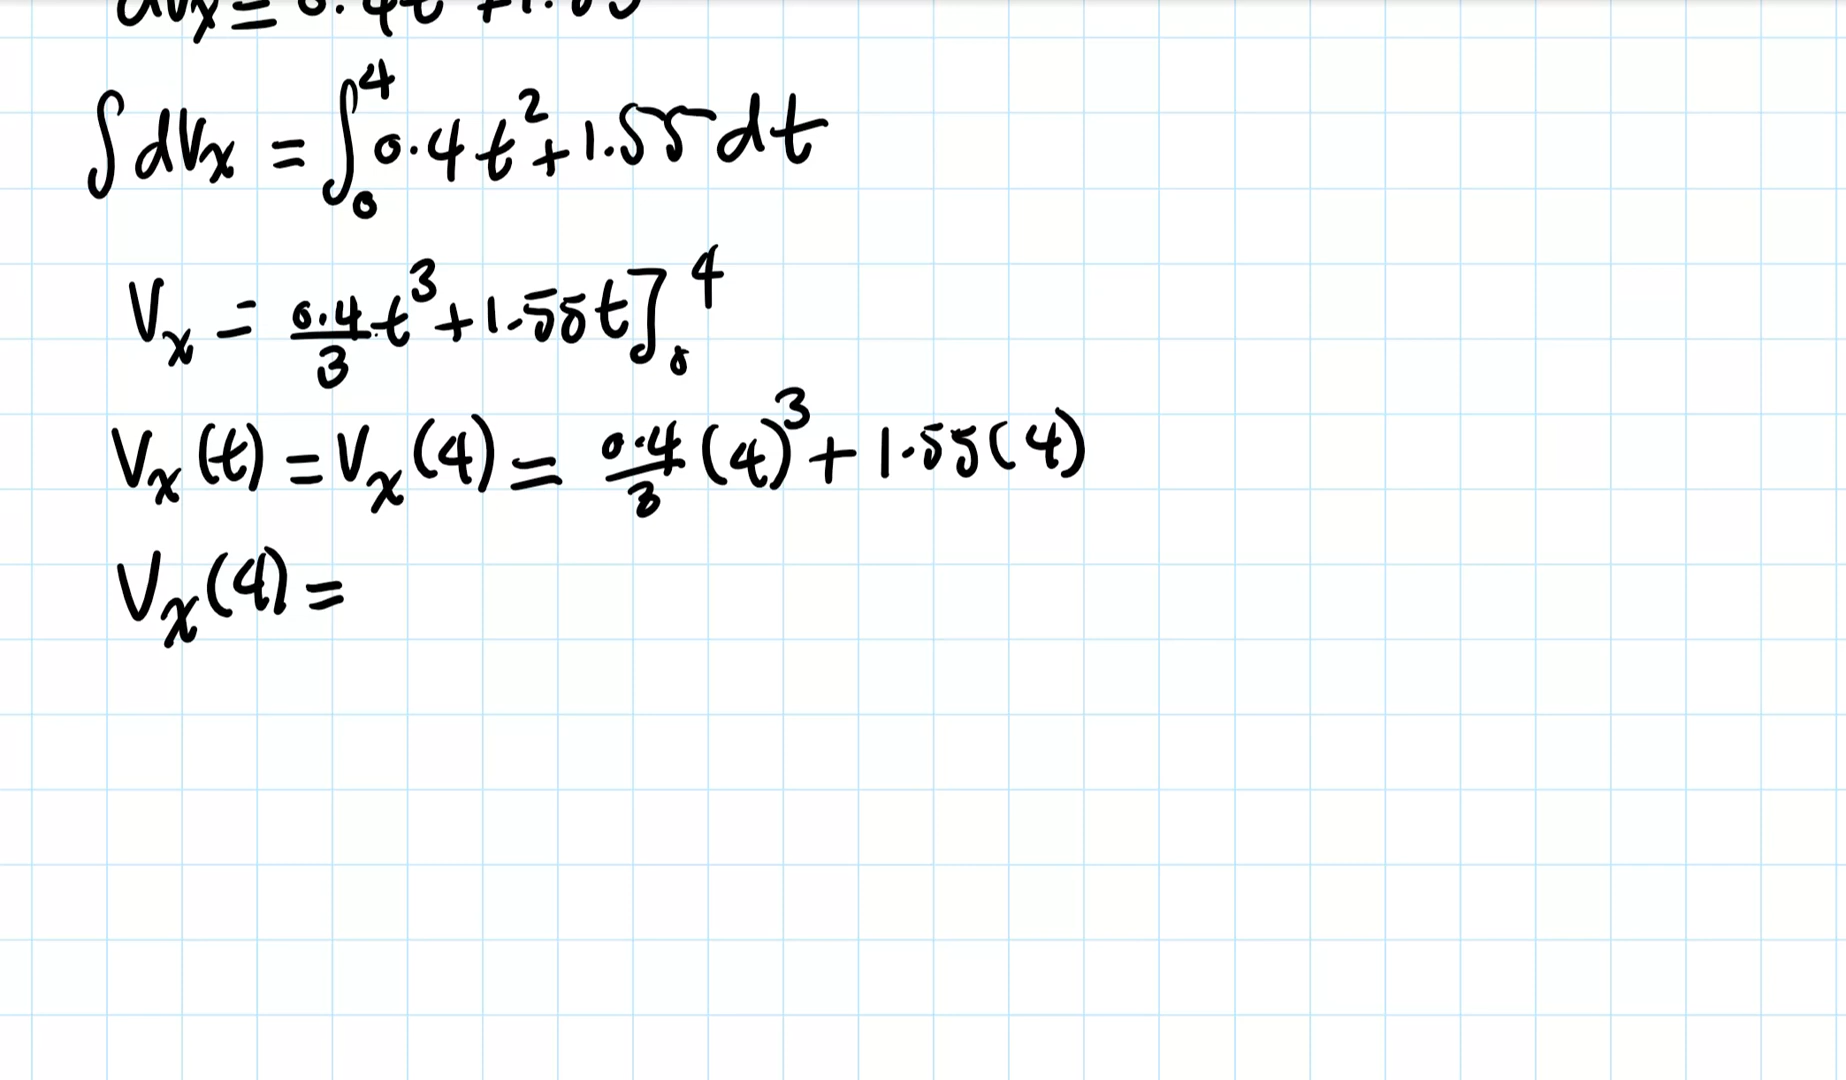 ∫dVx = ∫₀⁴ 0.4t²+1.55 dt
Vx = 0.4/3 t³+1.55t]₀⁴
Vx(t) = Vx(4) = 0.4/3 (4)³+1.55(4)
Vx(4) =